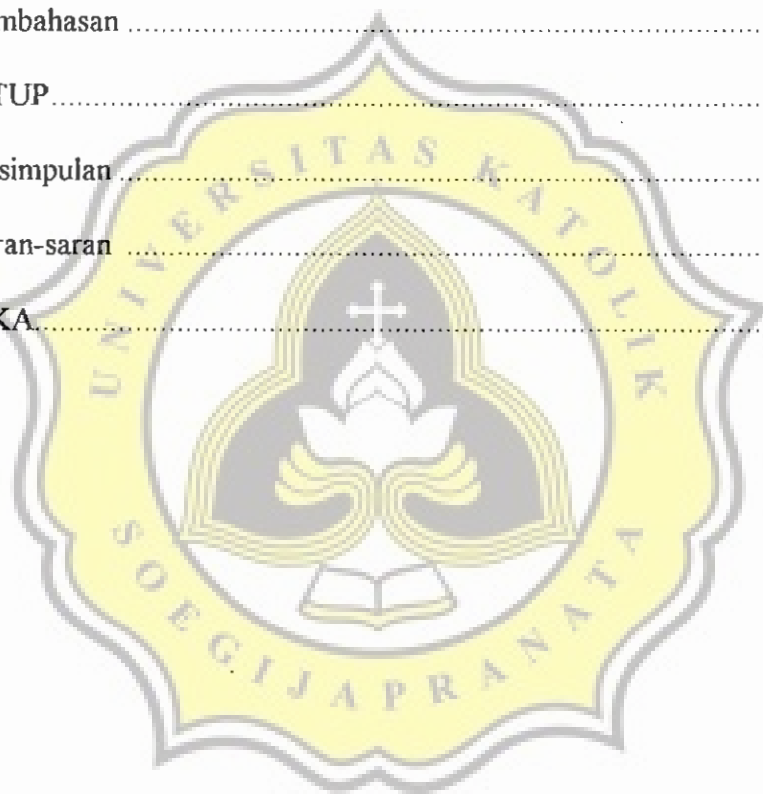 mbahasan ........................................................................
TUP ........................................................................
simpulan ........................................................................
ran-saran ........................................................................
KA ........................................................................
UNIVERSITAS KATOLIK
SOEGIJAPRANATA